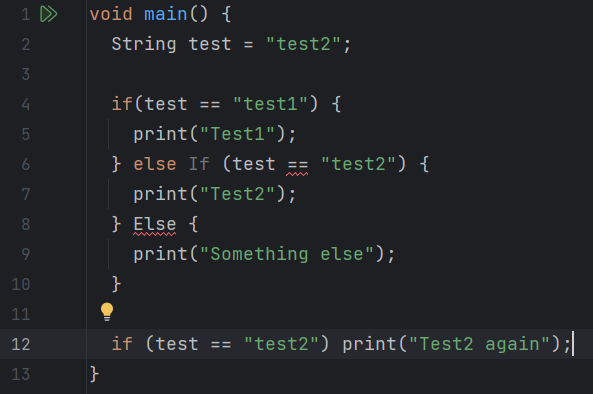 1 void main() {
2 String test = "test2";
3
4 if(test == "test1") {
5 print("Test1");
6 } else If (test == "test2") {
7 print("Test2");
8 } Else {
9 print("Something else");
10 }
11
12 if (test == "test2") print("Test2 again");
13 }